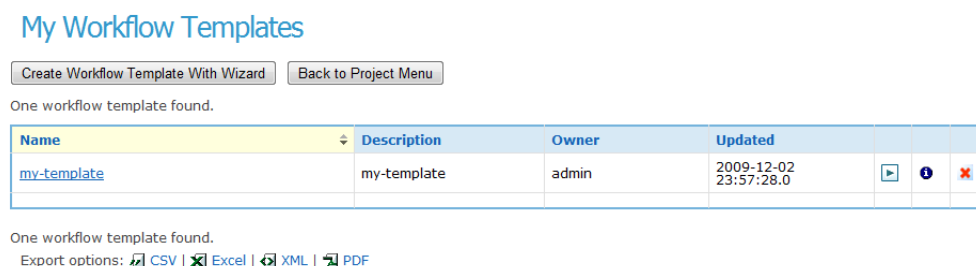 My Workflow Templates
Create Workflow Template With Wizard Back to Project Menu
One workflow template found.
Name Description Owner Updated
my-template my-template admin 2009-12-02
23:57:28.0
One workflow template found.
Export options: CSV | Excel | XML | PDF